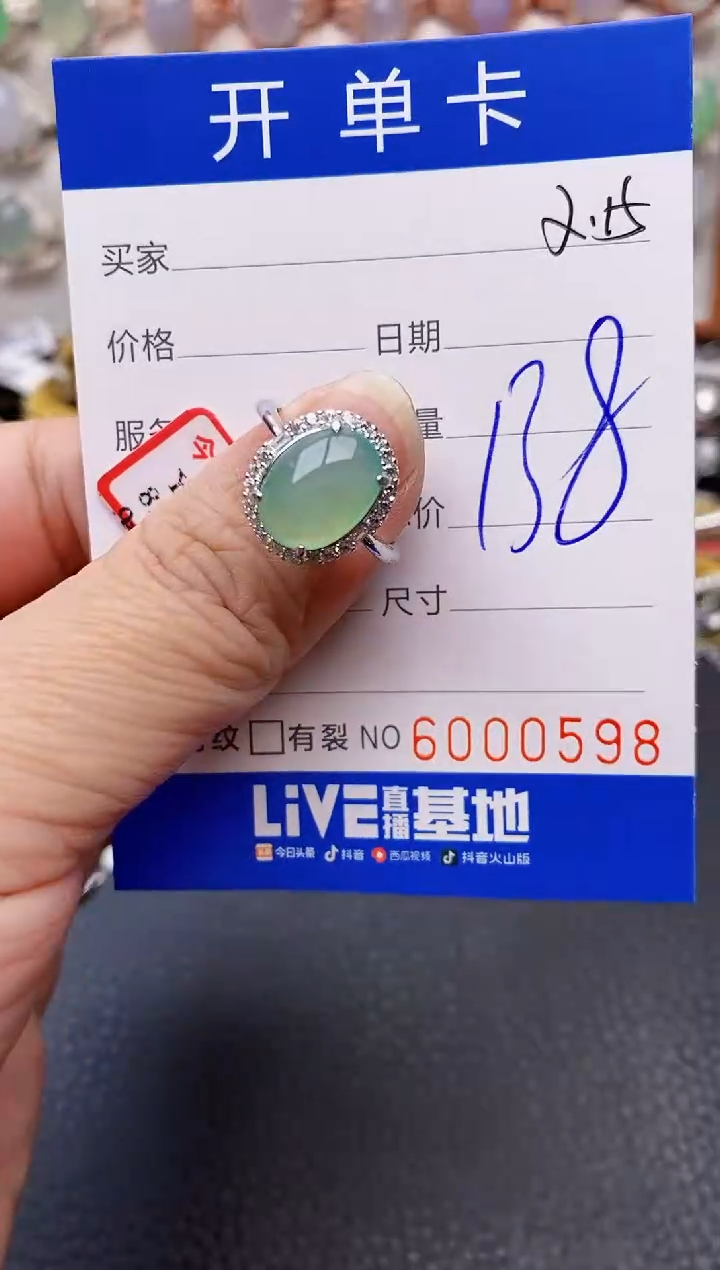 开单卡
2.15
买家
价格 日期
服务 量
138
价
尺寸
纹 □有裂 NO 6000598
LiVE直播基地
今日头条 抖音 西瓜视频 抖音火山版